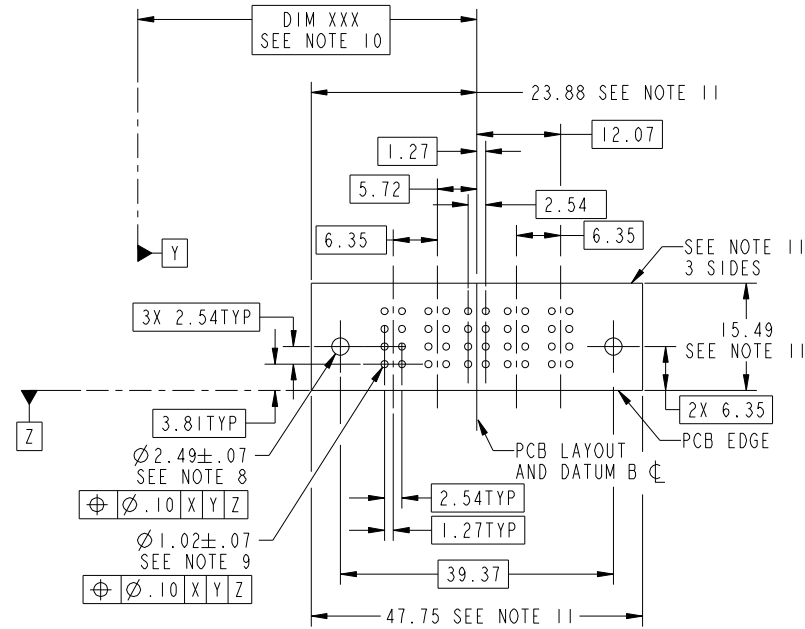 DIM XXX
SEE NOTE 10
23.88 SEE NOTE 11
12.07
1.27
5.72
2.54
6.35
6.35
Y
SEE NOTE 11
3 SIDES
3X 2.54TYP
15.49
SEE NOTE 11
3.81TYP
Z
2X 6.35
PCB EDGE
PCB LAYOUT
AND DATUM B ℄
Ø2.49±.07
SEE NOTE 8
⌖ Ø.10 X Y Z
2.54TYP
1.27TYP
Ø1.02±.07
SEE NOTE 9
⌖ Ø.10 X Y Z
39.37
47.75 SEE NOTE 11